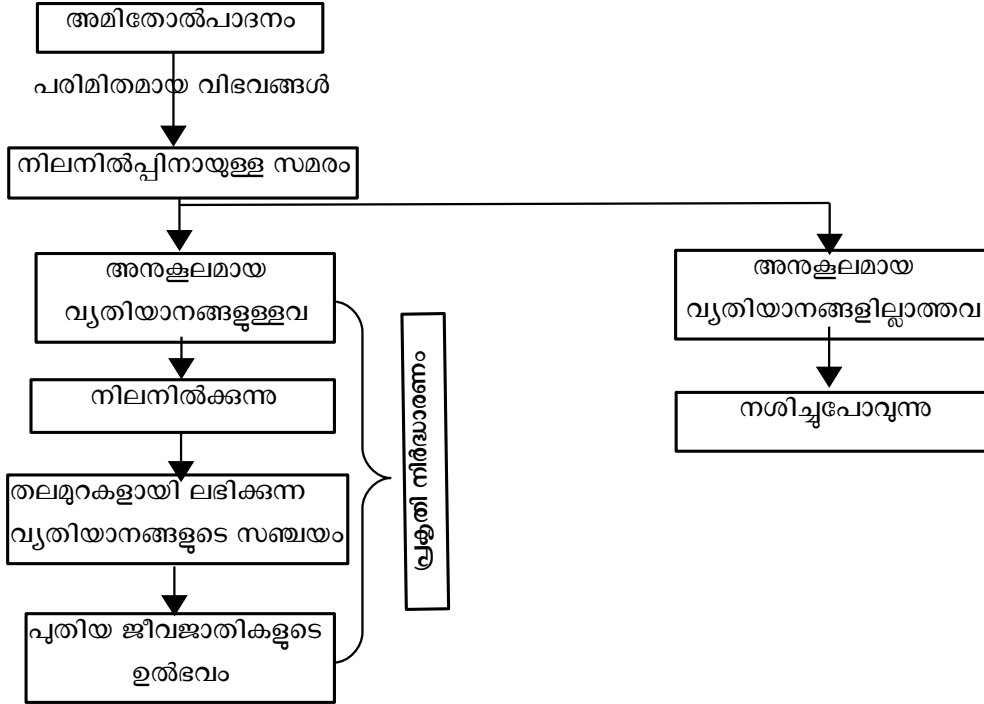 അമിതോൽപാദനം
പരിമിതമായ വിഭവങ്ങൾ
നിലനിൽപ്പിനായുള്ള സമരം
അനുകൂലമായ
വ്യതിയാനങ്ങളുള്ളവ
നിലനിൽക്കുന്നു
തലമുറകളായി ലഭിക്കുന്ന
വ്യതിയാനങ്ങളുടെ സഞ്ചയം
പുതിയ ജീവജാതികളുടെ
ഉൽഭവം
പ്രകൃതി നിർദ്ധാരണം
അനുകൂലമായ
വ്യതിയാനങ്ങളില്ലാത്തവ
നശിച്ചുപോവുന്നു